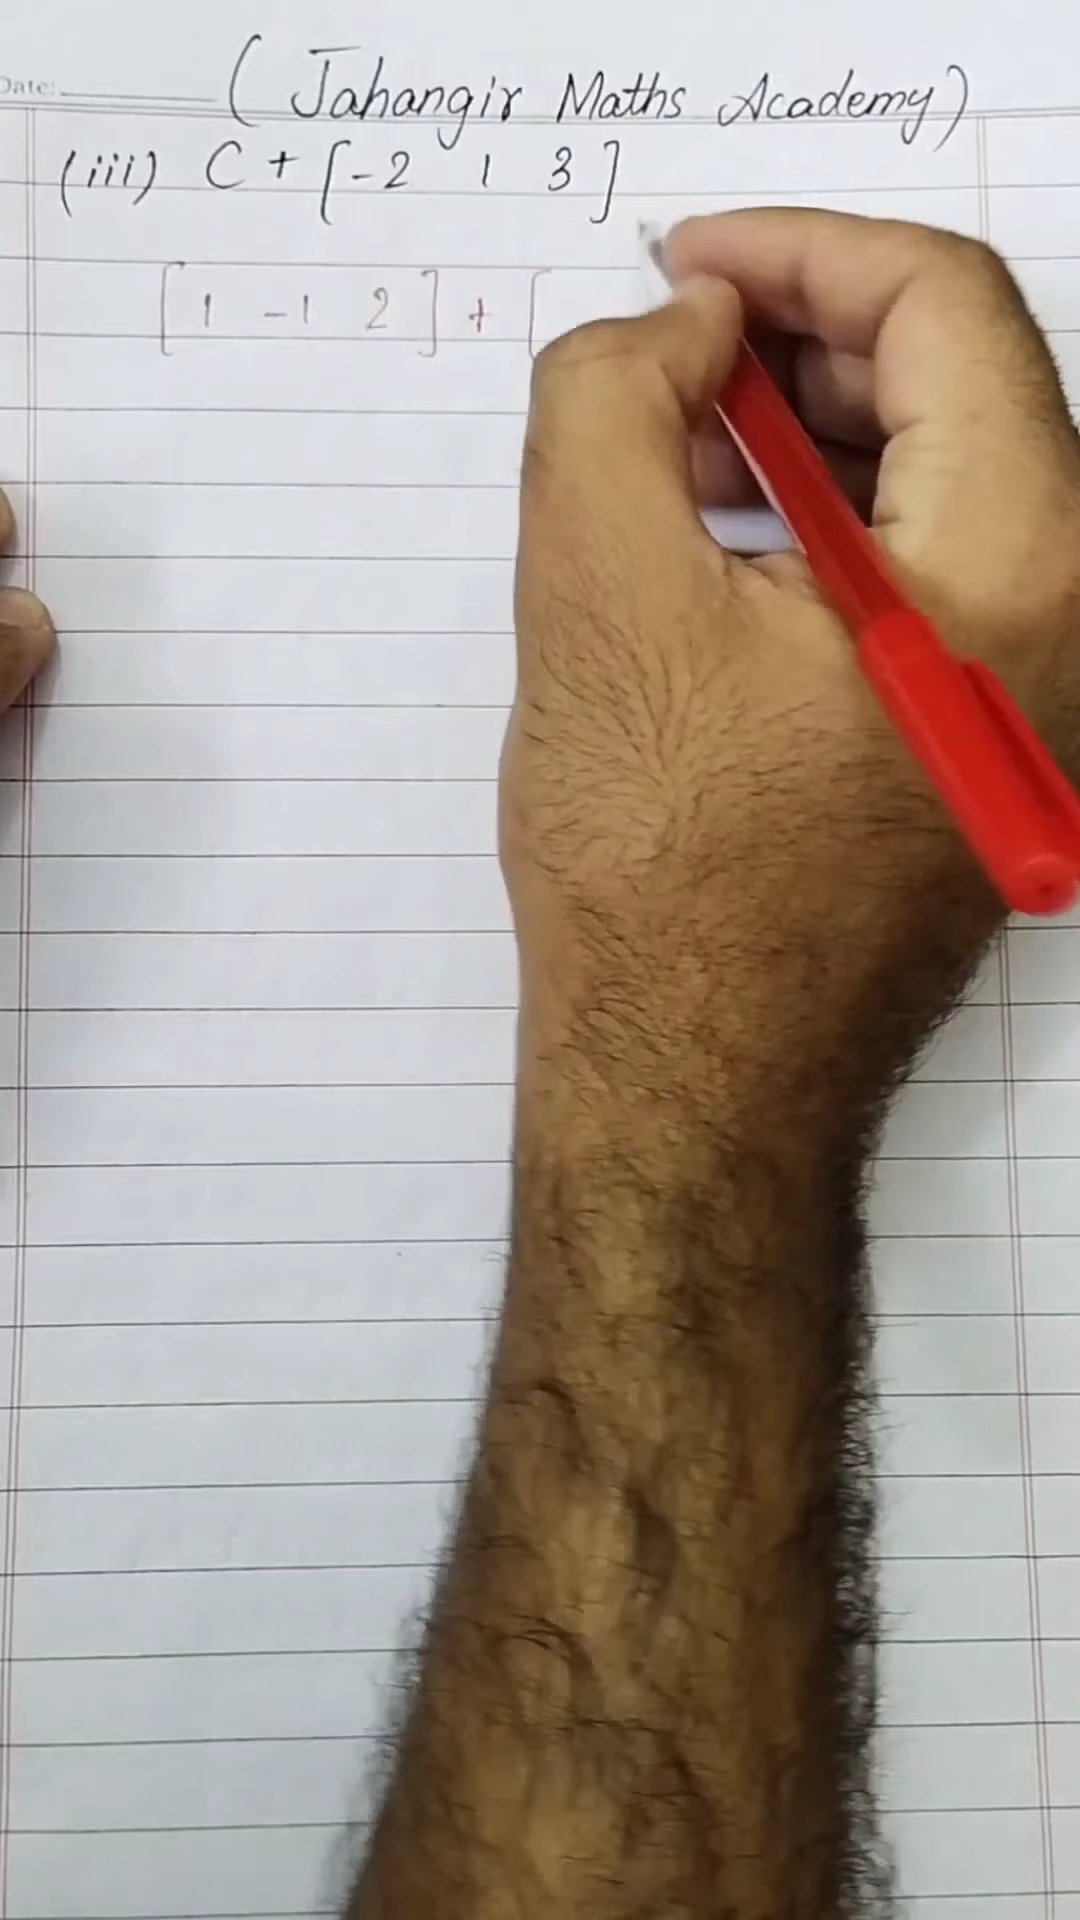 Date:
( Jahangir Maths Academy)
(iii) C + [-2 1 3]
[1 -1 2] + [